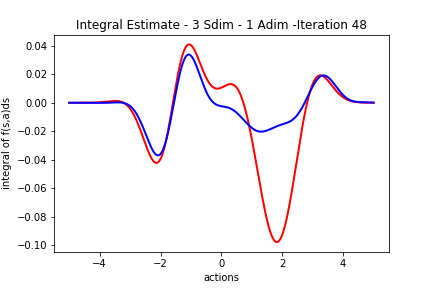 Integral Estimate - 3 Sdim - 1 Adim -Iteration 48
integral of f(s,a)ds
0.04
0.02
0.00
−0.02
−0.04
−0.06
−0.08
−0.10
−4 −2 0 2 4
actions